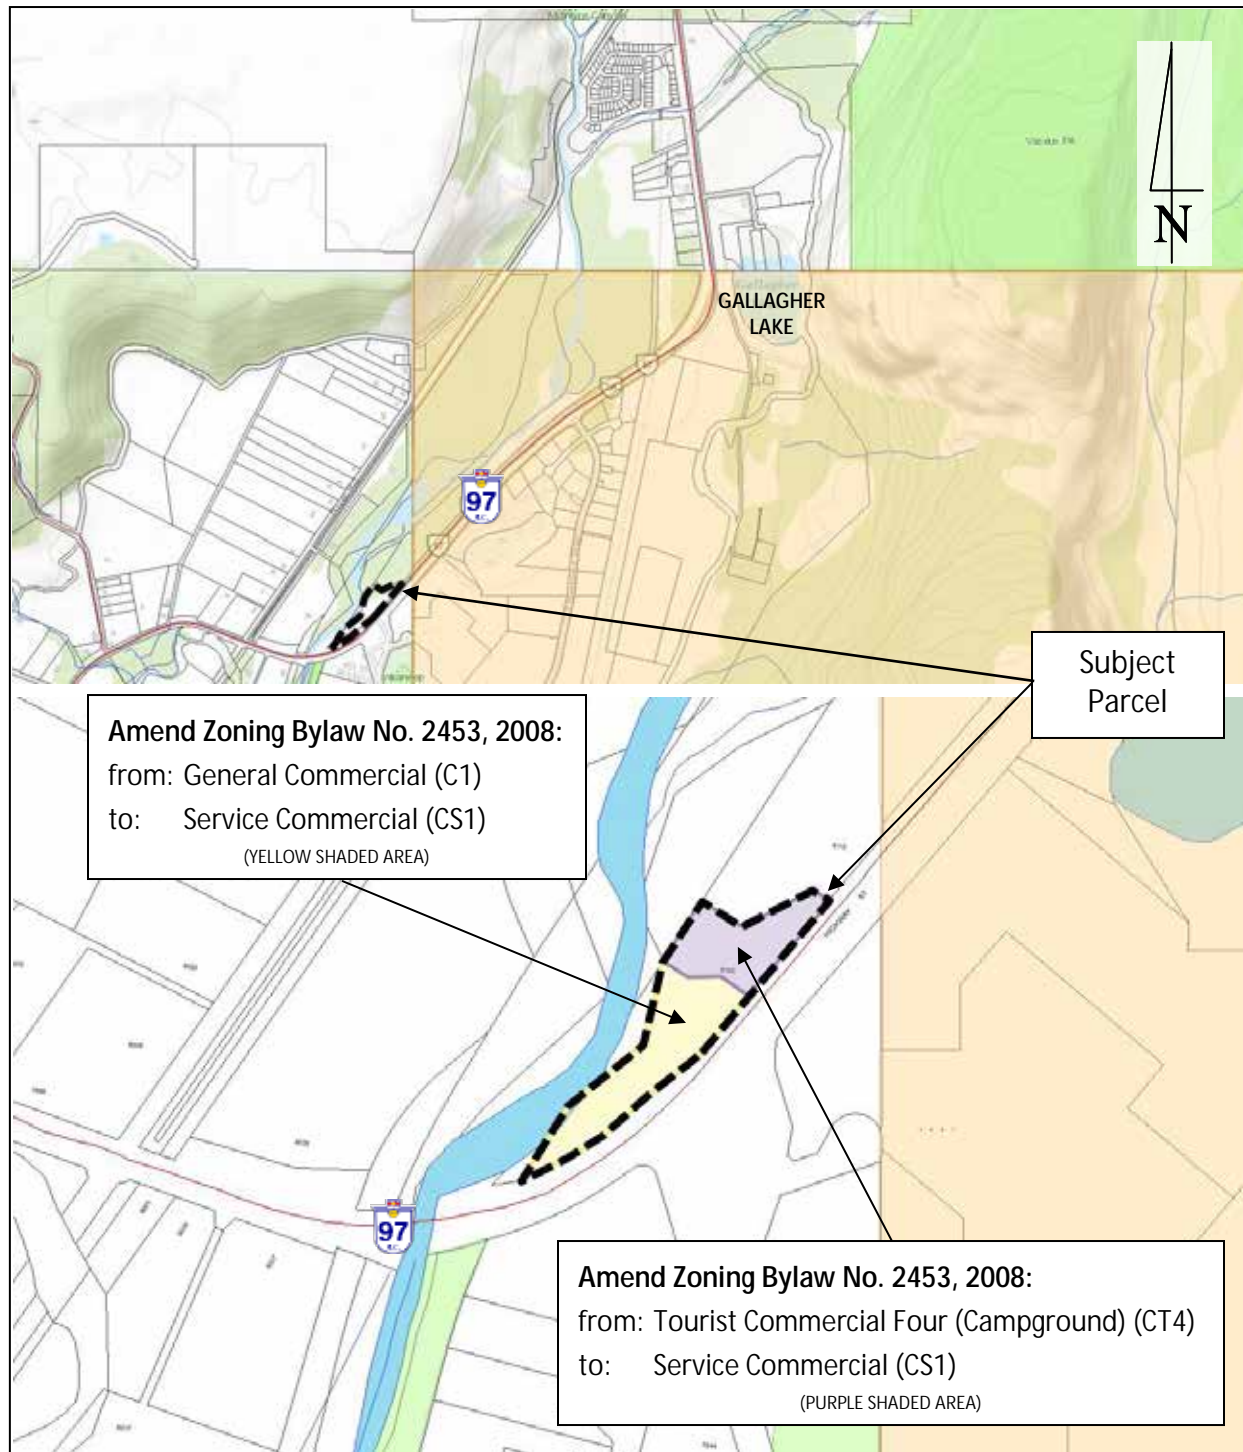 N
GALLAGHER
LAKE
97
B.C.
Subject
Parcel
Amend Zoning Bylaw No. 2453, 2008:
from: General Commercial (C1)
to: Service Commercial (CS1)
(YELLOW SHADED AREA)
HIGHWAY 97
97
B.C.
Amend Zoning Bylaw No. 2453, 2008:
from: Tourist Commercial Four (Campground) (CT4)
to: Service Commercial (CS1)
(PURPLE SHADED AREA)